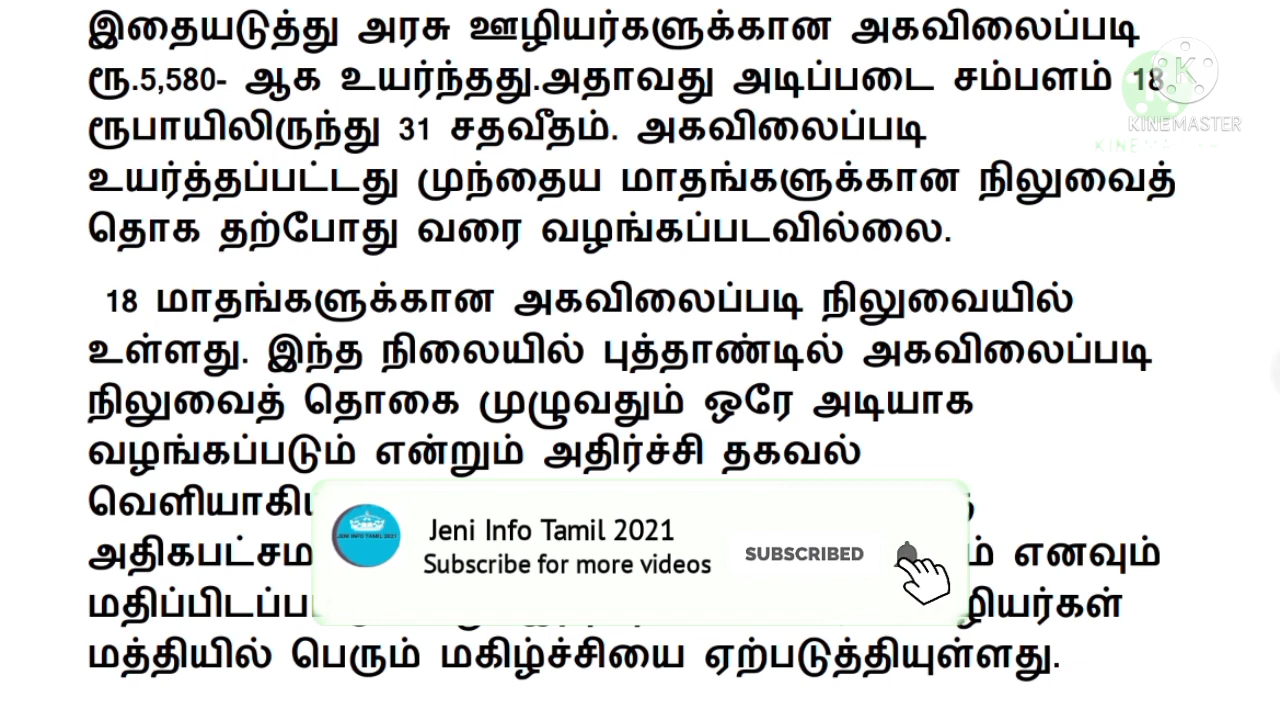 இதையடுத்து அரசு ஊழியர்களுக்கான அகவிலைப்படி
ரூ.5,580- ஆக உயர்ந்தது.அதாவது அடிப்படை சம்பளம் 18
KINEMASTER
ரூபாயிலிருந்து 31 சதவீதம். அகவிலைப்படி
உயர்த்தப்பட்டது முந்தைய மாதங்களுக்கான நிலுவைத்
தொக தற்போது வரை வழங்கப்படவில்லை.
18 மாதங்களுக்கான அகவிலைப்படி நிலுவையில்
உள்ளது. இந்த நிலையில் புத்தாண்டில் அகவிலைப்படி
நிலுவைத் தொகை முழுவதும் ஒரே அடியாக
வழங்கப்படும் என்றும் அதிர்ச்சி தகவல்
Jeni Info Tamil 2021
Subscribe for more videos
SUBSCRIBED
எனவும்
மத்தியில் பெரும் மகிழ்ச்சியை ஏற்படுத்தியுள்ளது.